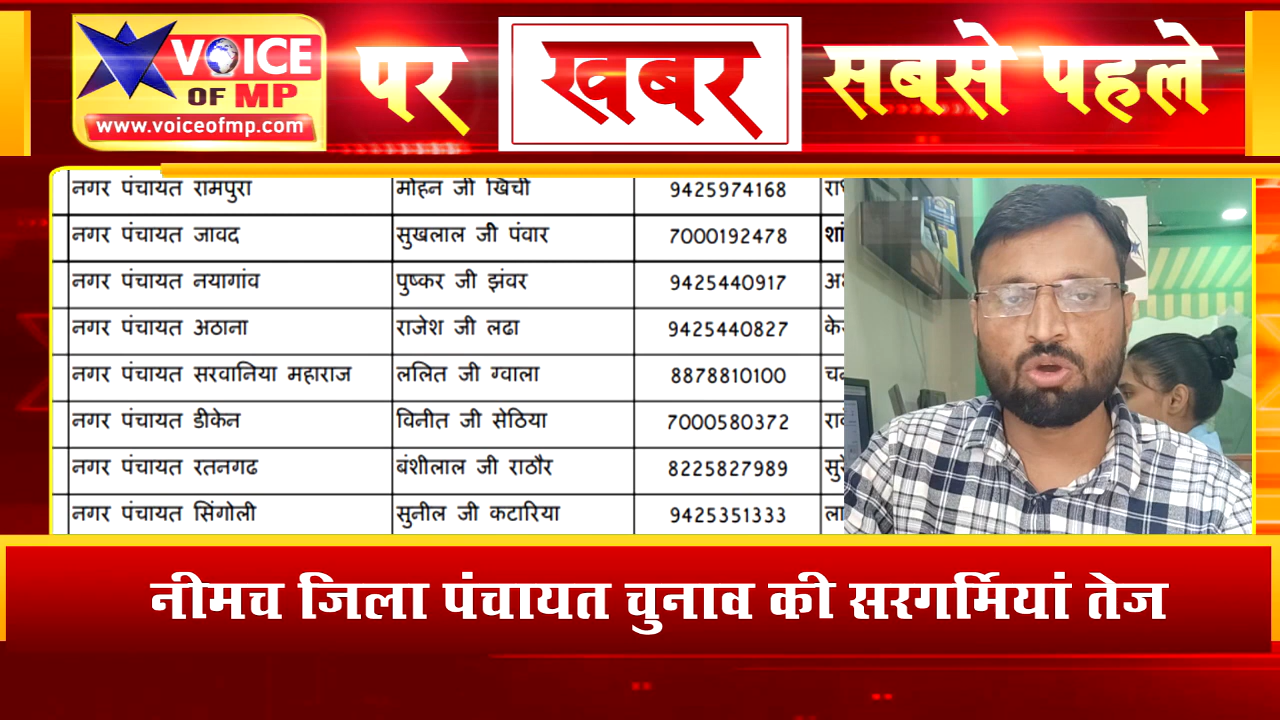 VOICE
OF MP
www.voiceofmp.com
पर खबर सबसे पहले
नगर पंचायत रामपुरा मोहन जी खिची 9425974168
नगर पंचायत जावद सुखलाल जी पंवार 7000192478
नगर पंचायत नयागांव पुष्कर जी झंवर 9425440917
नगर पंचायत अठाना राजेश जी लढा 9425440827
नगर पंचायत सरवानिया महाराज ललित जी ग्वाला 8878810100
नगर पंचायत डीकेन विनीत जी सेठिया 7000580372
नगर पंचायत रतनगढ बंशीलाल जी राठौर 8225827989
नगर पंचायत सिंगोली सुनील जी कटारिया 9425351333
नीमच जिला पंचायत चुनाव की सरगर्मियां तेज